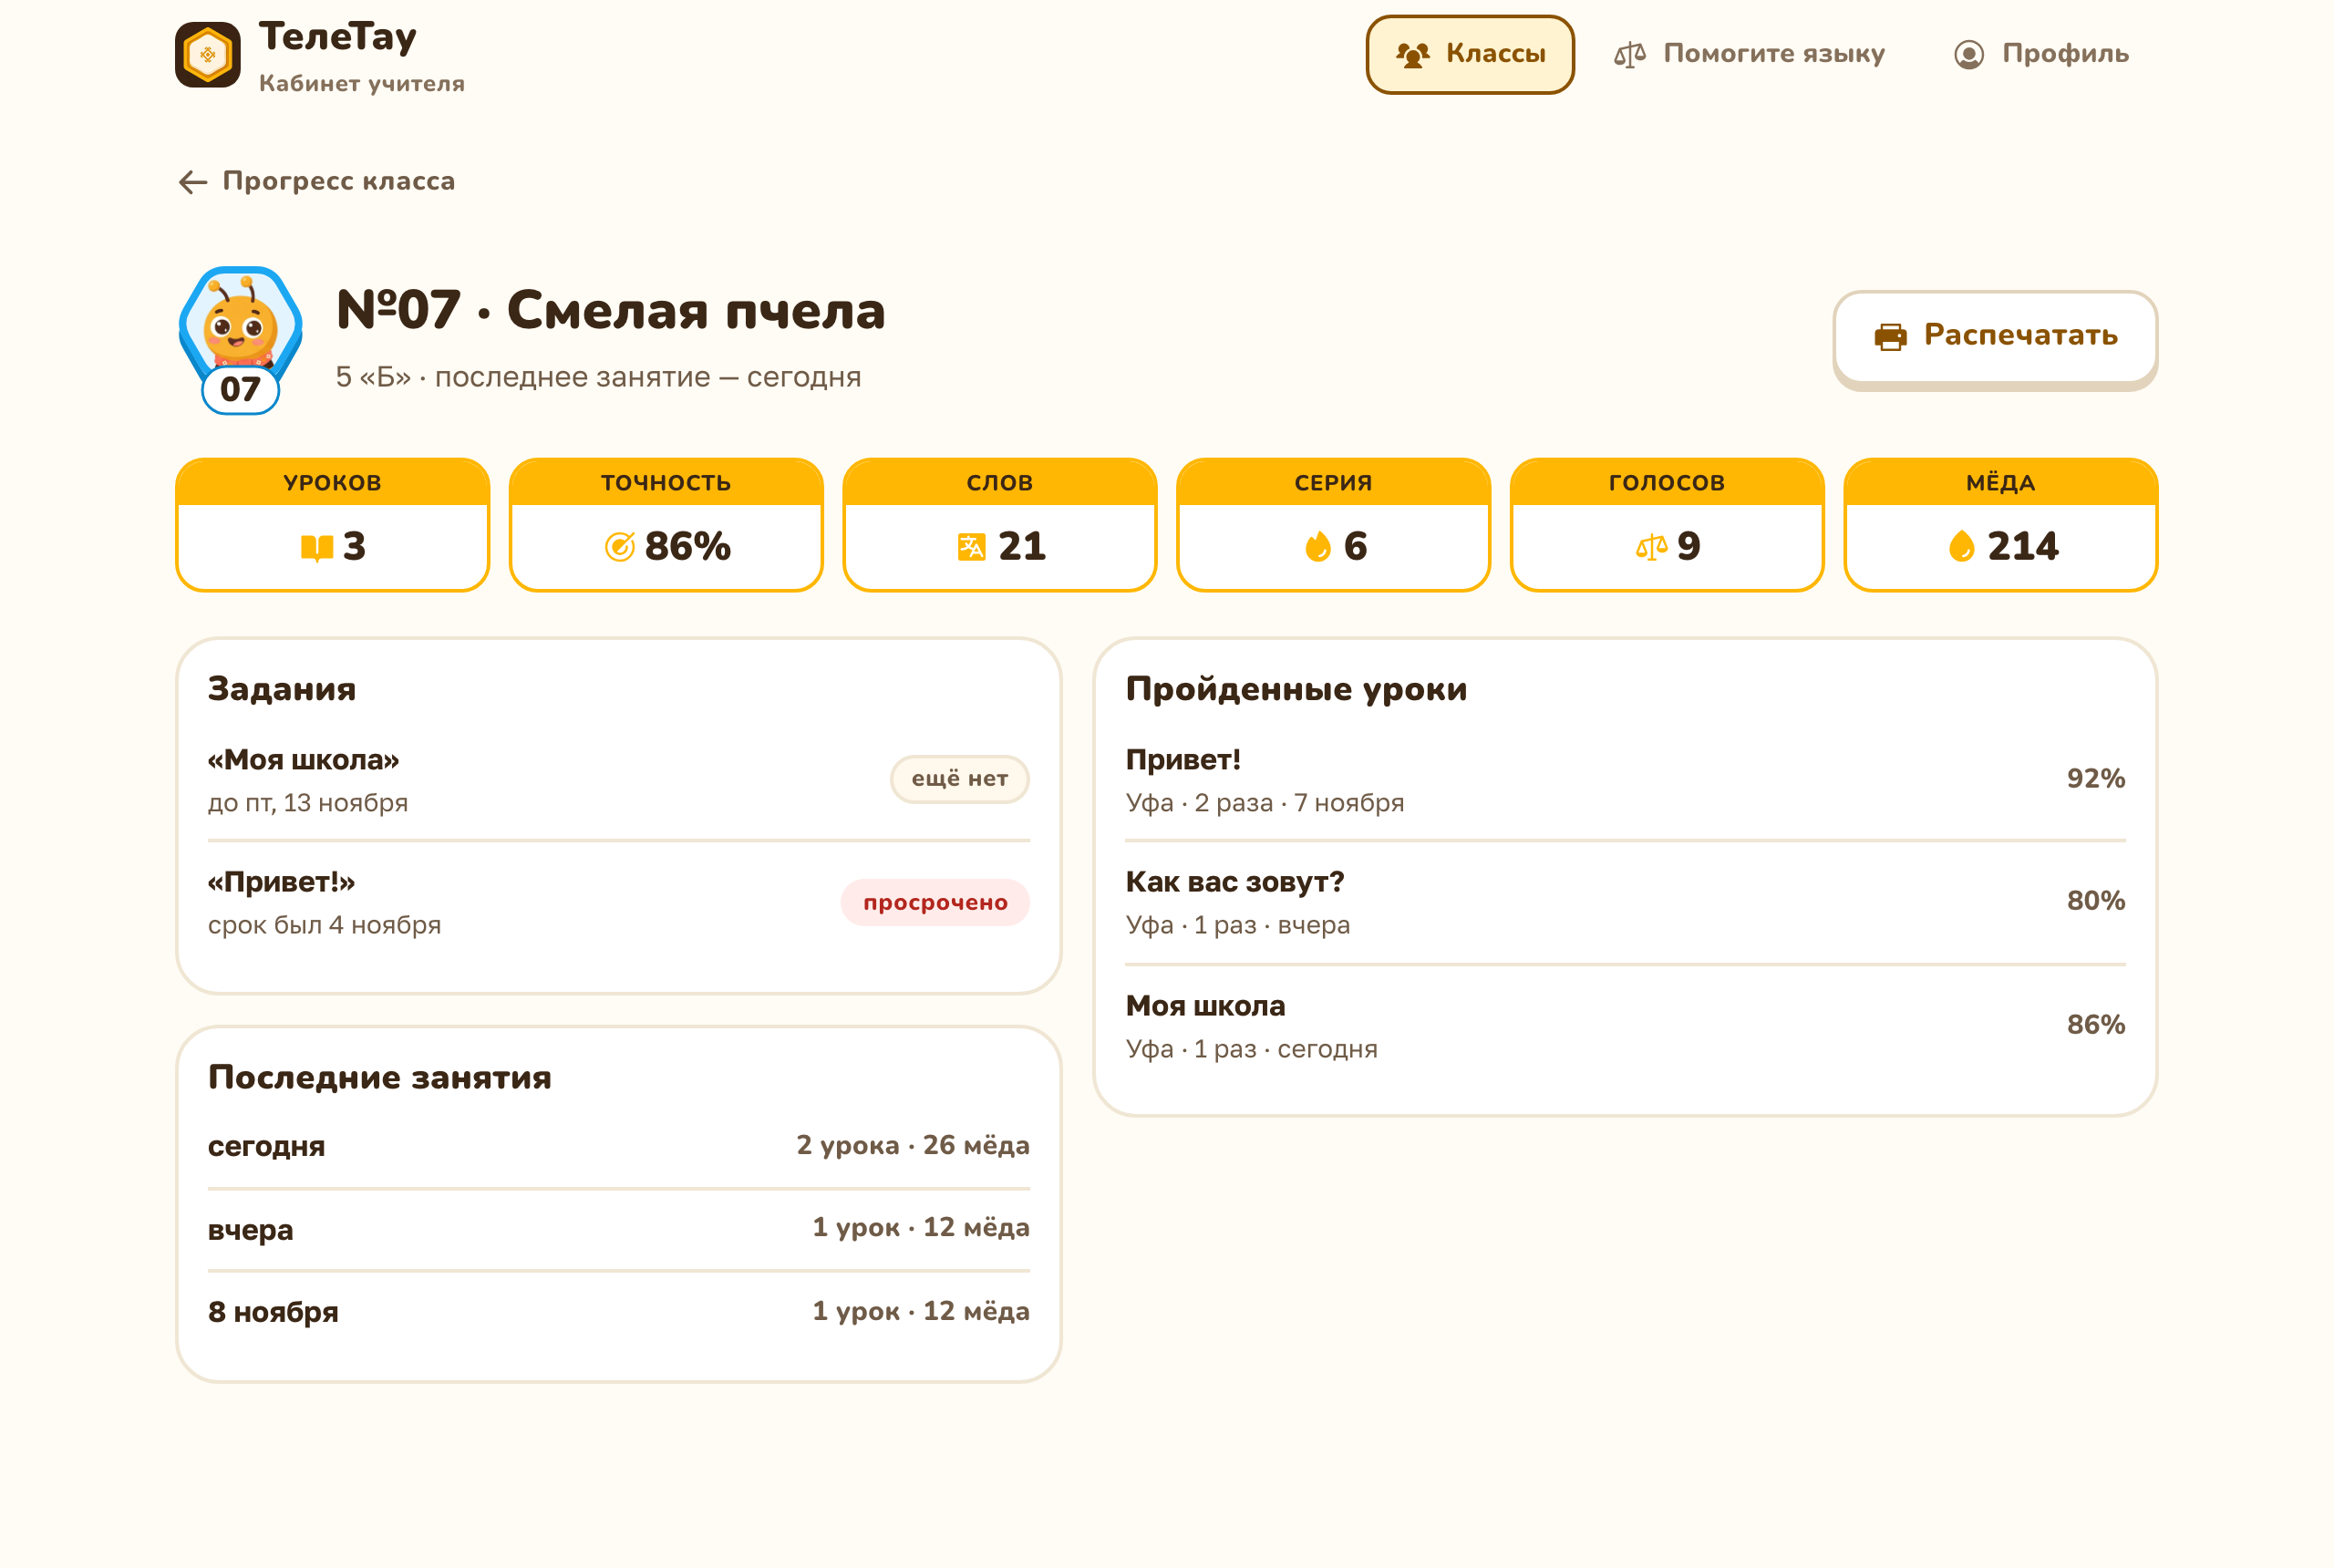 ТелеТау
Кабинет учителя
Классы
Помогите языку
Профиль
Прогресс класса
07
№07 · Смелая пчела
5 «Б» · последнее занятие — сегодня
Распечатать
УРОКОВ
3
ТОЧНОСТЬ
86%
СЛОВ
21
СЕРИЯ
6
ГОЛОСОВ
9
МЁДА
214
Задания
«Моя школа»
до пт, 13 ноября
ещё нет
«Привет!»
срок был 4 ноября
просрочено
Последние занятия
сегодня
2 урока · 26 мёда
вчера
1 урок · 12 мёда
8 ноября
1 урок · 12 мёда
Пройденные уроки
Привет!
Уфа · 2 раза · 7 ноября
92%
Как вас зовут?
Уфа · 1 раз · вчера
80%
Моя школа
Уфа · 1 раз · сегодня
86%